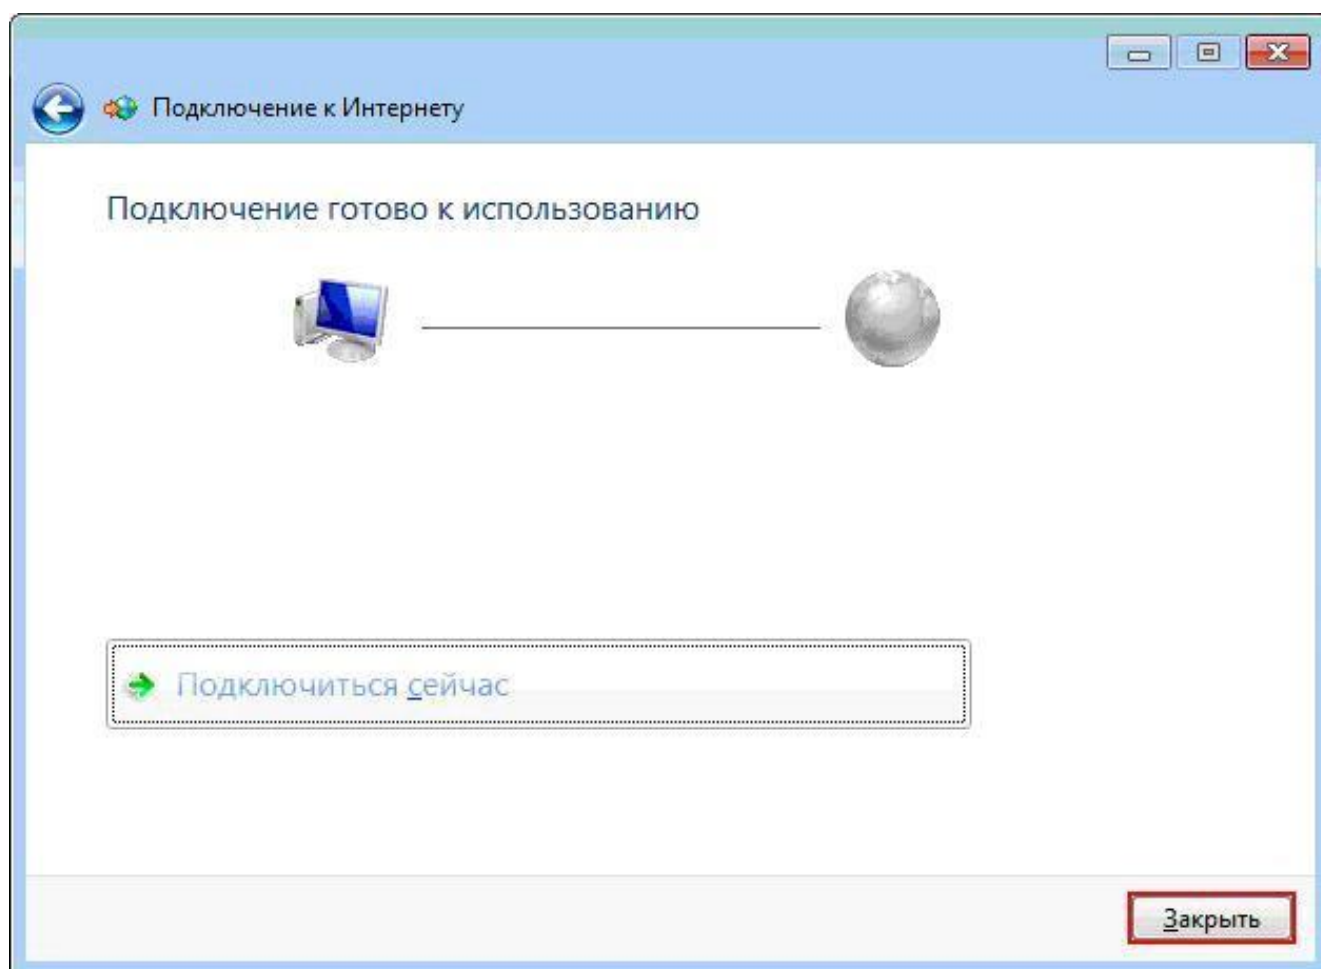 Подключение к Интернету
Подключение готово к использованию
Подключиться сейчас
Закрыть